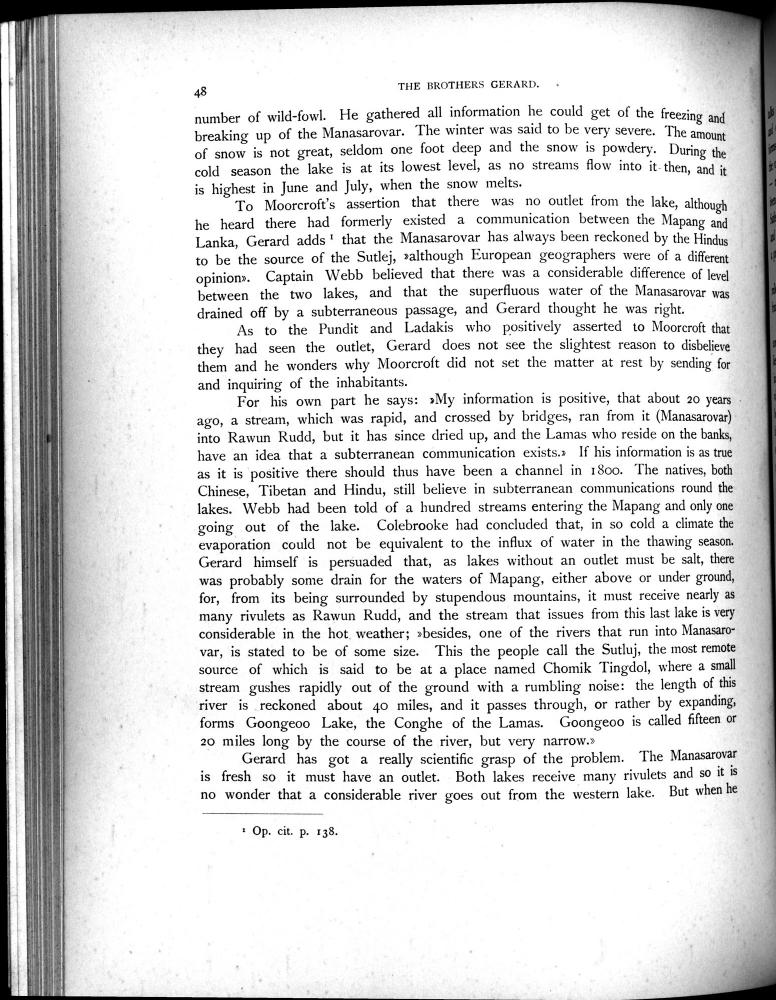 48
THE BROTHERS GERARD.
number of wild-fowl. He gathered all information he could get of the freezing and
breaking up of the Manasarovar. The winter was said to be very severe. The amount
of snow is not great, seldom one foot deep and the snow is powdery. During the
cold season the lake is at its lowest level, as no streams flow into it then, and it
is highest in June and July, when the snow melts.
To Moorcroft's assertion that there was no outlet from the lake, although
he heard there had formerly existed a communication between the Mapang and
Lanka, Gerard adds ¹ that the Manasarovar has always been reckoned by the Hindus
to be the source of the Sutlej, »although European geographers were of a different
opinion». Captain Webb believed that there was a considerable difference of level
between the two lakes, and that the superfluous water of the Manasarovar was
drained off by a subterraneous passage, and Gerard thought he was right.
As to the Pundit and Ladakis who positively asserted to Moorcroft that
they had seen the outlet, Gerard does not see the slightest reason to disbelieve
them and he wonders why Moorcroft did not set the matter at rest by sending for
and inquiring of the inhabitants.
For his own part he says: »My information is positive, that about 20 years
ago, a stream, which was rapid, and crossed by bridges, ran from it (Manasarovar)
into Rawun Rudd, but it has since dried up, and the Lamas who reside on the banks,
have an idea that a subterranean communication exists.» If his information is as true
as it is positive there should thus have been a channel in 1800. The natives, both
Chinese, Tibetan and Hindu, still believe in subterranean communications round the
lakes. Webb had been told of a hundred streams entering the Mapang and only one
going out of the lake. Colebrooke had concluded that, in so cold a climate the
evaporation could not be equivalent to the influx of water in the thawing season.
Gerard himself is persuaded that, as lakes without an outlet must be salt, there
was probably some drain for the waters of Mapang, either above or under ground,
for, from its being surrounded by stupendous mountains, it must receive nearly as
many rivulets as Rawun Rudd, and the stream that issues from this last lake is very
considerable in the hot weather; »besides, one of the rivers that run into Manasaro-
var, is stated to be of some size. This the people call the Sutluj, the most remote
source of which is said to be at a place named Chomik Tingdol, where a small
stream gushes rapidly out of the ground with a rumbling noise: the length of this
river is reckoned about 40 miles, and it passes through, or rather by expanding,
forms Goongeoo Lake, the Conghe of the Lamas. Goongeoo is called fifteen or
20 miles long by the course of the river, but very narrow.»
Gerard has got a really scientific grasp of the problem. The Manasarovar
is fresh so it must have an outlet. Both lakes receive many rivulets and so it is
no wonder that a considerable river goes out from the western lake. But when he
¹ Op. cit. p. 138.